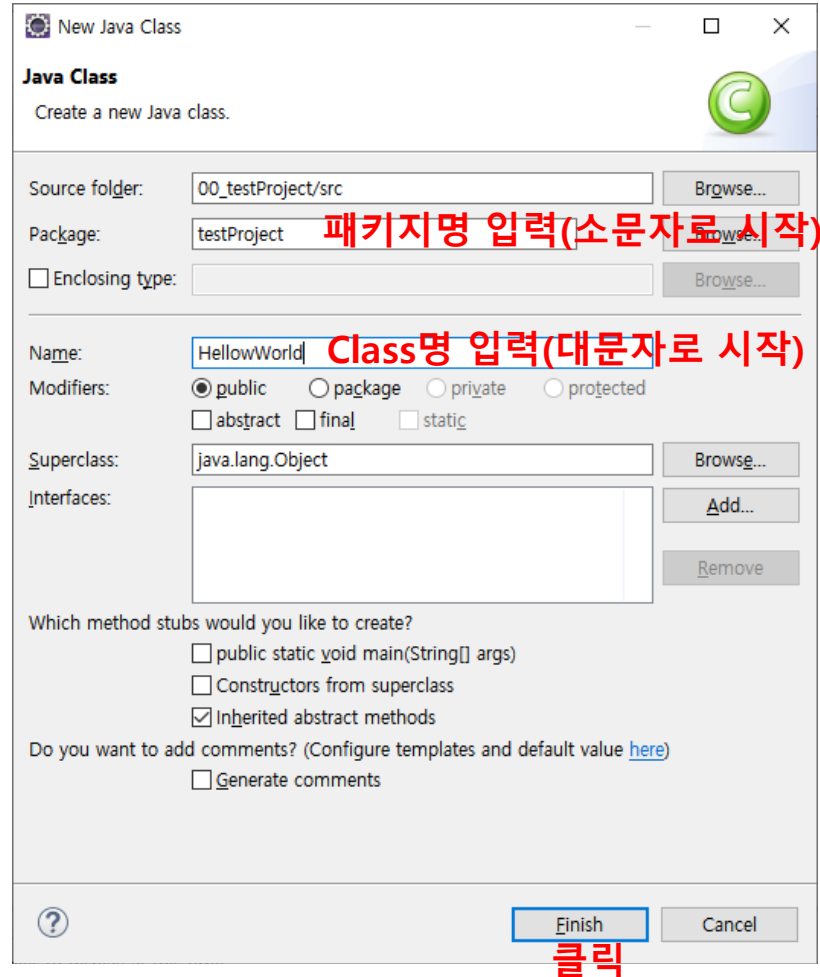 New Java Class
Java Class
Create a new Java class.
Source folder: 00_testProject/src Browse...
Package: testProject 패키지명 입력(소문자로 시작) Browse...
Enclosing type: Browse...
Name: HellowWorld Class명 입력(대문자로 시작)
Modifiers: public package private protected
abstract final static
Superclass: java.lang.Object Browse...
Interfaces: Add...
Remove
Which method stubs would you like to create?
public static void main(String[] args)
Constructors from superclass
Inherited abstract methods
Do you want to add comments? (Configure templates and default value here)
Generate comments
? Finish Cancel
클릭